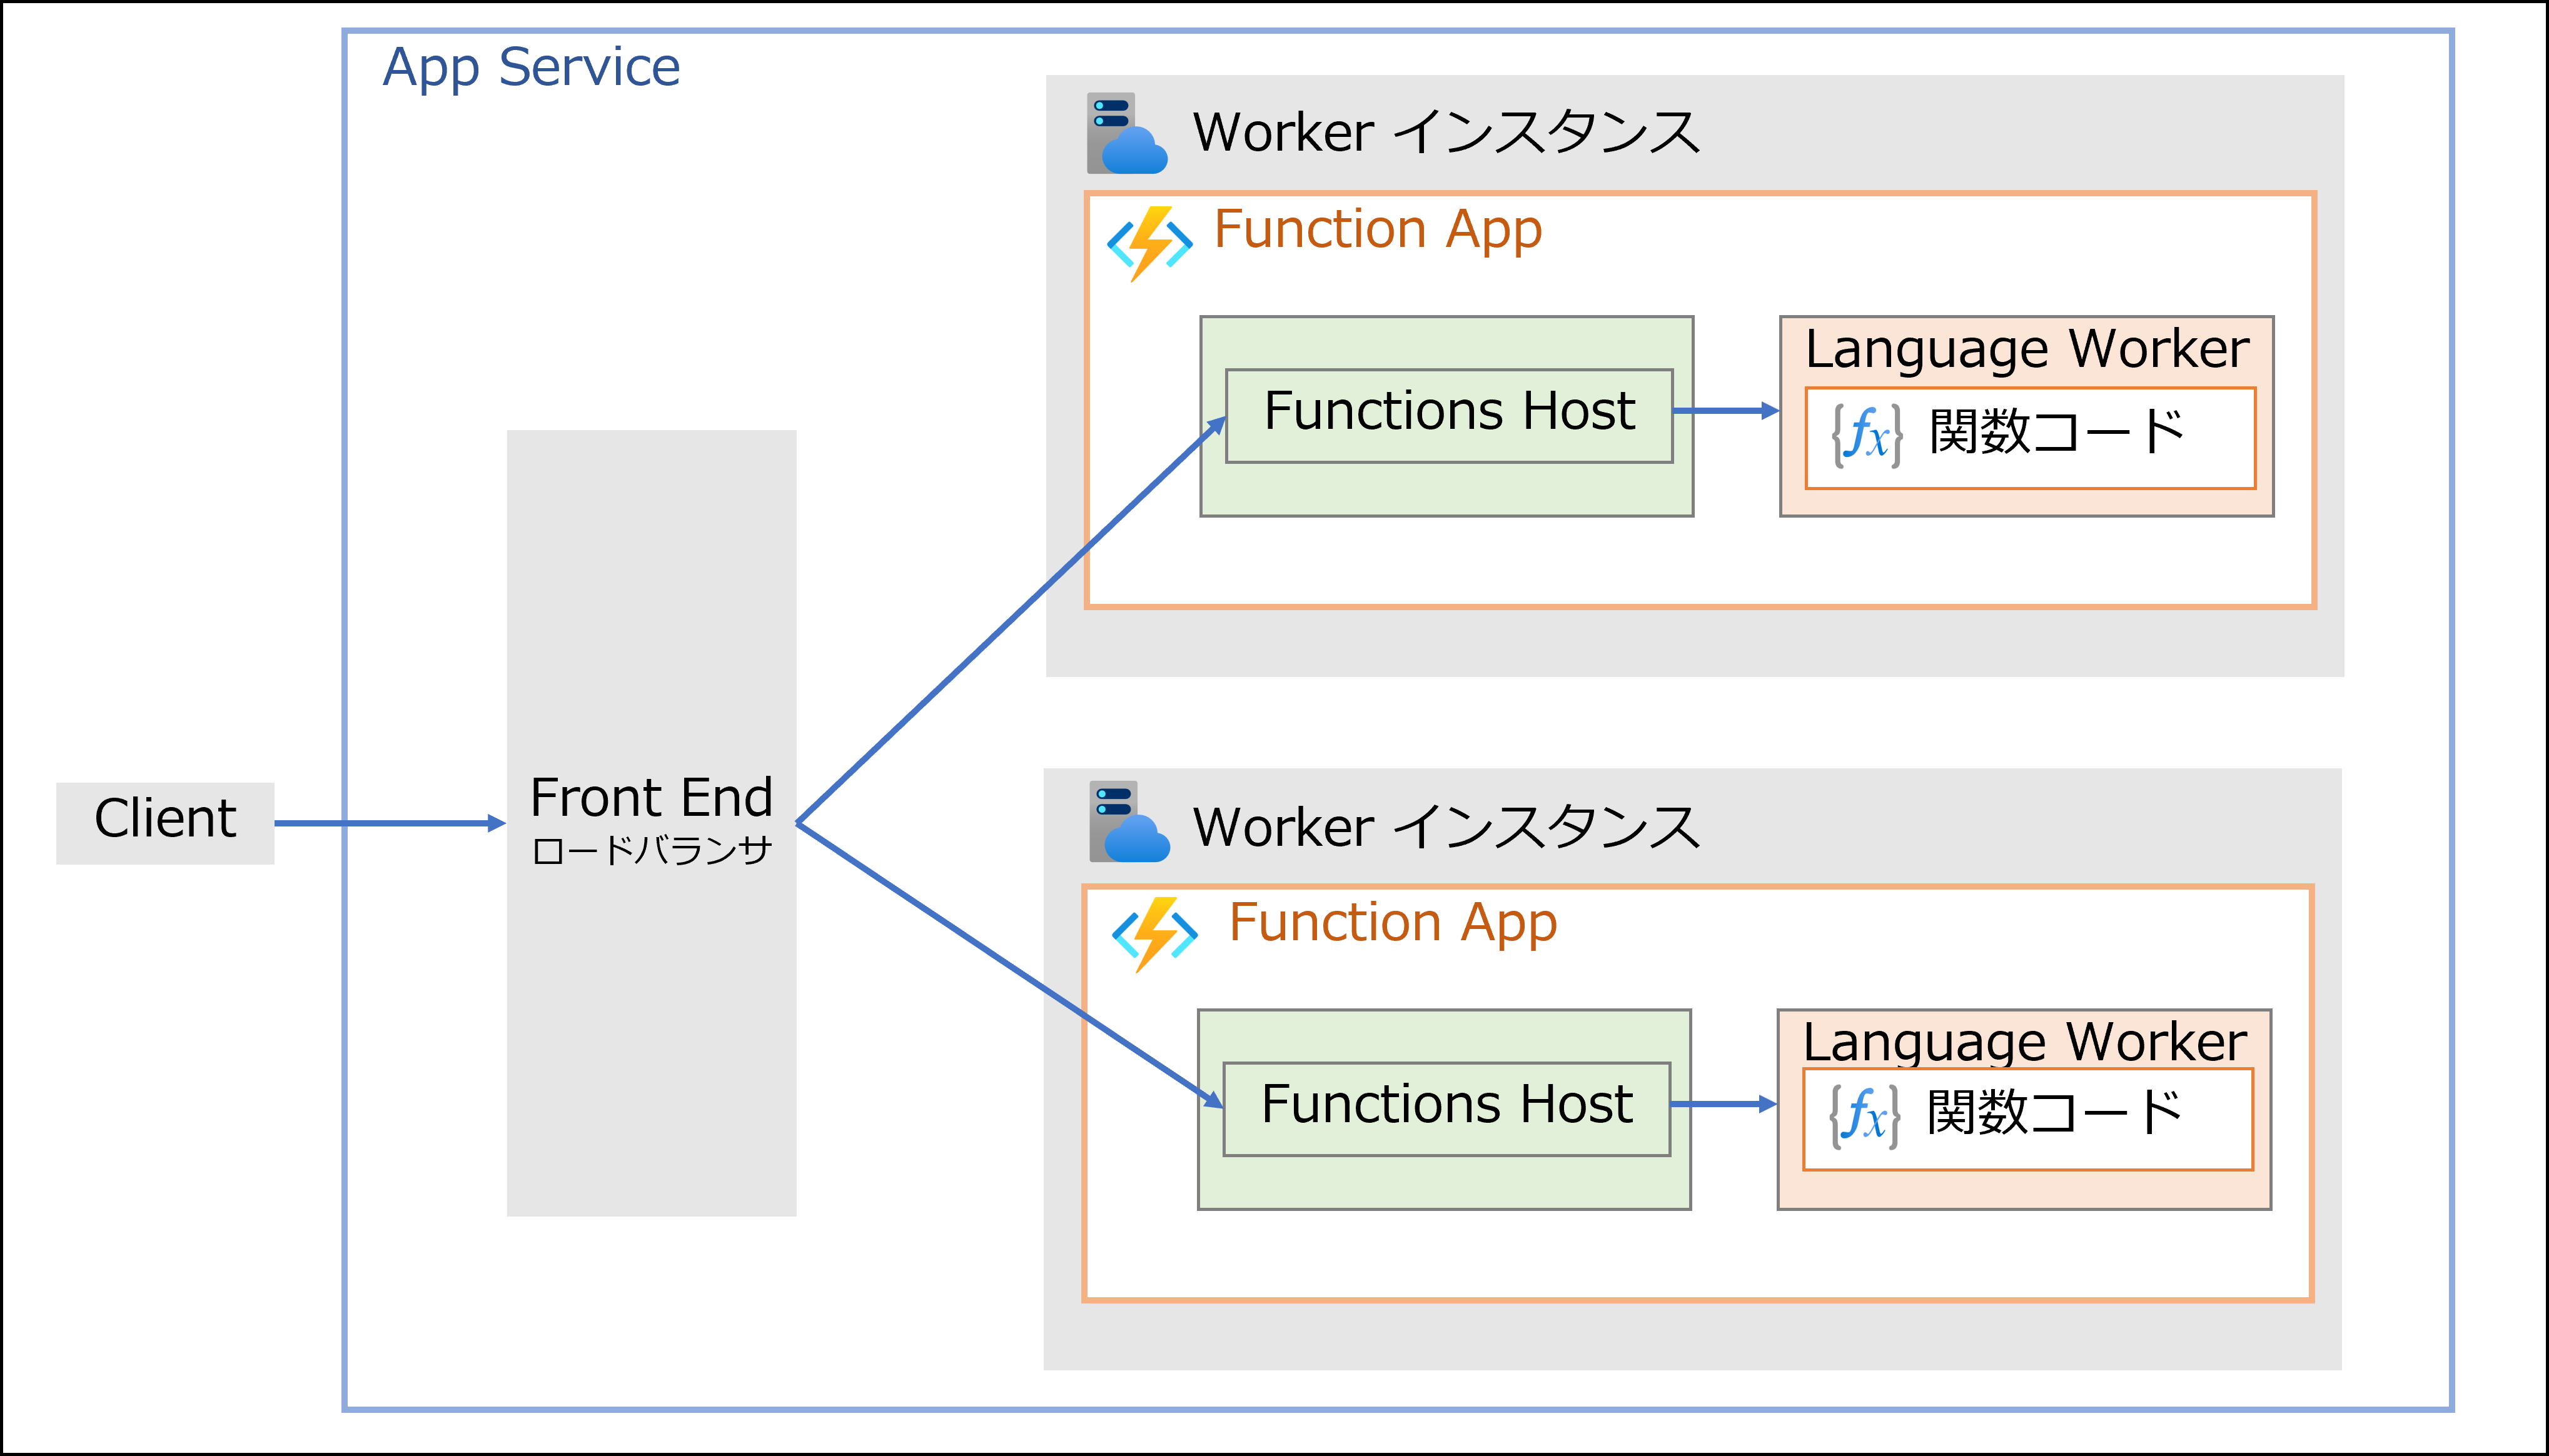 App Service
Worker インスタンス
Function App
Functions Host
Language Worker
{fx} 関数コード
Client
Front End
ロードバランサ
Worker インスタンス
Function App
Functions Host
Language Worker
{fx} 関数コード